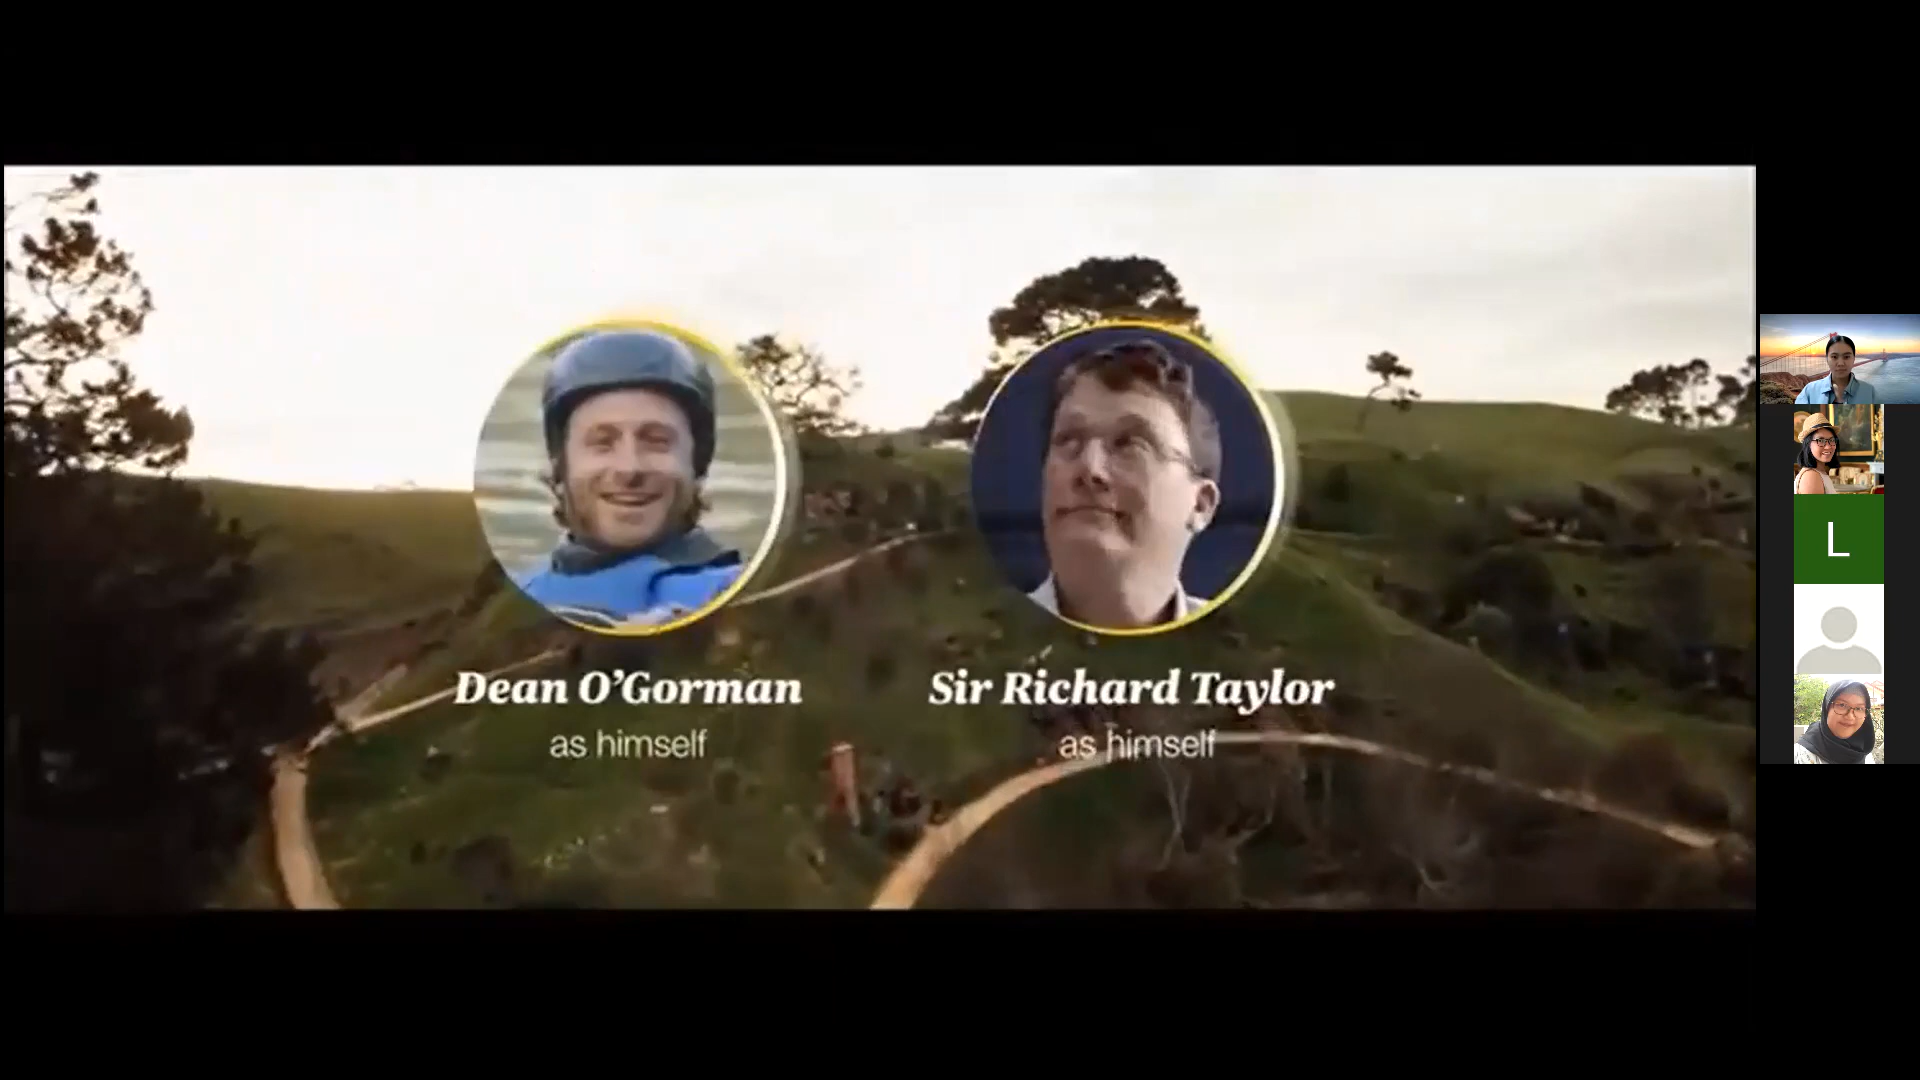 Dean O’Gorman
as himself
Sir Richard Taylor
as himself
L